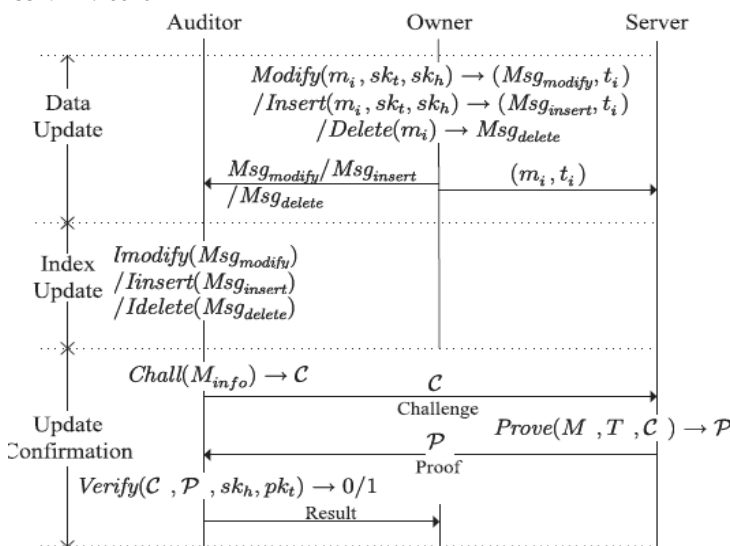 Auditor Owner Server
Modify(m_i, sk_t, sk_h) → (Msg_modify, t_i)
/Insert(m_i, sk_t, sk_h) → (Msg_insert, t_i)
/Delete(m_i) → Msg_delete
Data
Update
Msg_modify/Msg_insert
/Msg_delete
(m_i, t_i)
Index
Update
Imodify(Msg_modify)
/Iinsert(Msg_insert)
/Idelete(Msg_delete)
Chall(M_info) → C
C
Challenge
Prove(M , T , C ) → P
Update
Confirmation
P
Proof
Verify(C , P , sk_h, pk_t) → 0/1
Result